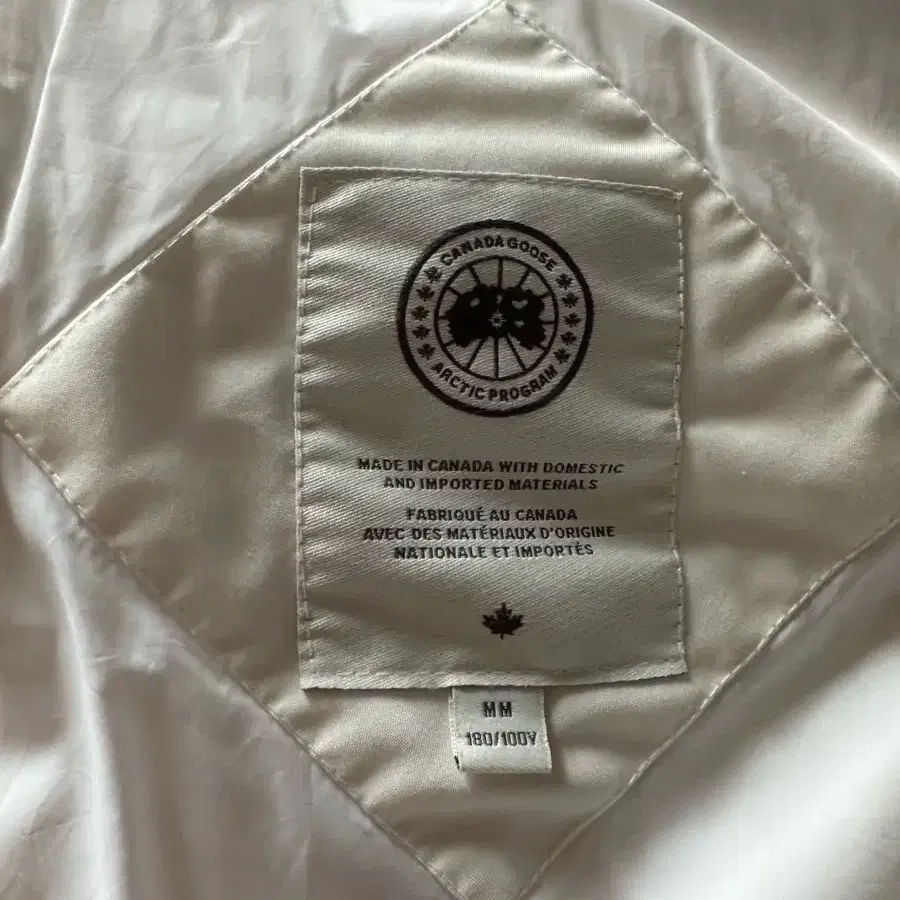 CANADA GOOSE
ARCTIC PROGRAM
MADE IN CANADA WITH DOMESTIC
AND IMPORTED MATERIALS
FABRIQUÉ AU CANADA
AVEC DES MATÉRIAUX D'ORIGINE
NATIONALE ET IMPORTÉS
MM
180/100Y